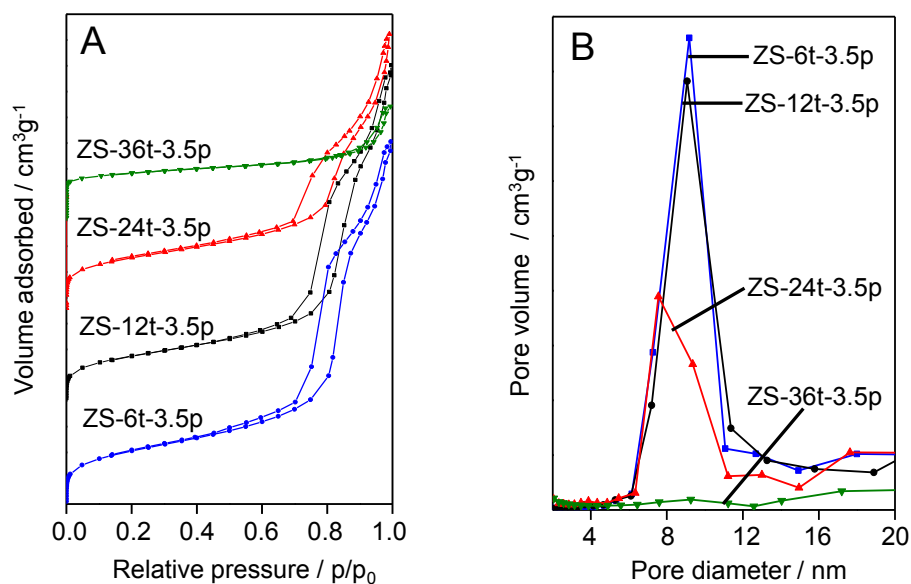 A
Volume adsorbed / cm³g⁻¹
ZS-36t-3.5p
ZS-24t-3.5p
ZS-12t-3.5p
ZS-6t-3.5p
0.0 0.2 0.4 0.6 0.8 1.0
Relative pressure / p/p₀
B
Pore volume / cm³g⁻¹
ZS-6t-3.5p
ZS-12t-3.5p
ZS-24t-3.5p
ZS-36t-3.5p
4 8 12 16 20
Pore diameter / nm